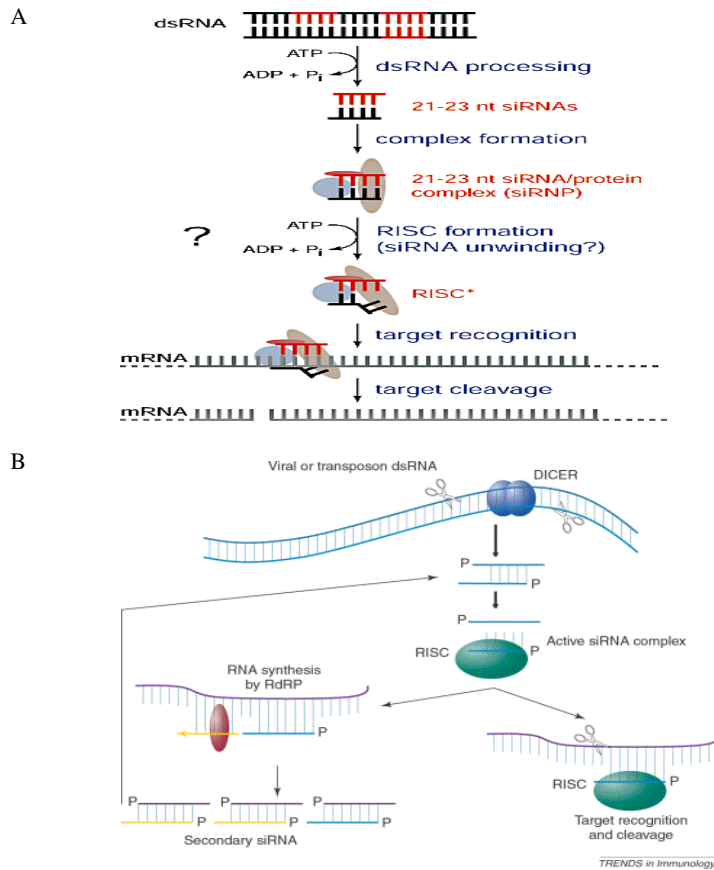 A
dsRNA
ATP
ADP + Pi
dsRNA processing
21-23 nt siRNAs
complex formation
21-23 nt siRNA/protein
complex (siRNP)
?
ATP
ADP + Pi
RISC formation
(siRNA unwinding?)
RISC*
target recognition
mRNA
target cleavage
mRNA
B
Viral or transposon dsRNA
DICER
P
P
P
RISC
P
Active siRNA complex
RNA synthesis
by RdRP
P
RISC
P
Target recognition
and cleavage
P
P
P
P
P
P
Secondary siRNA
TRENDS in Immunology